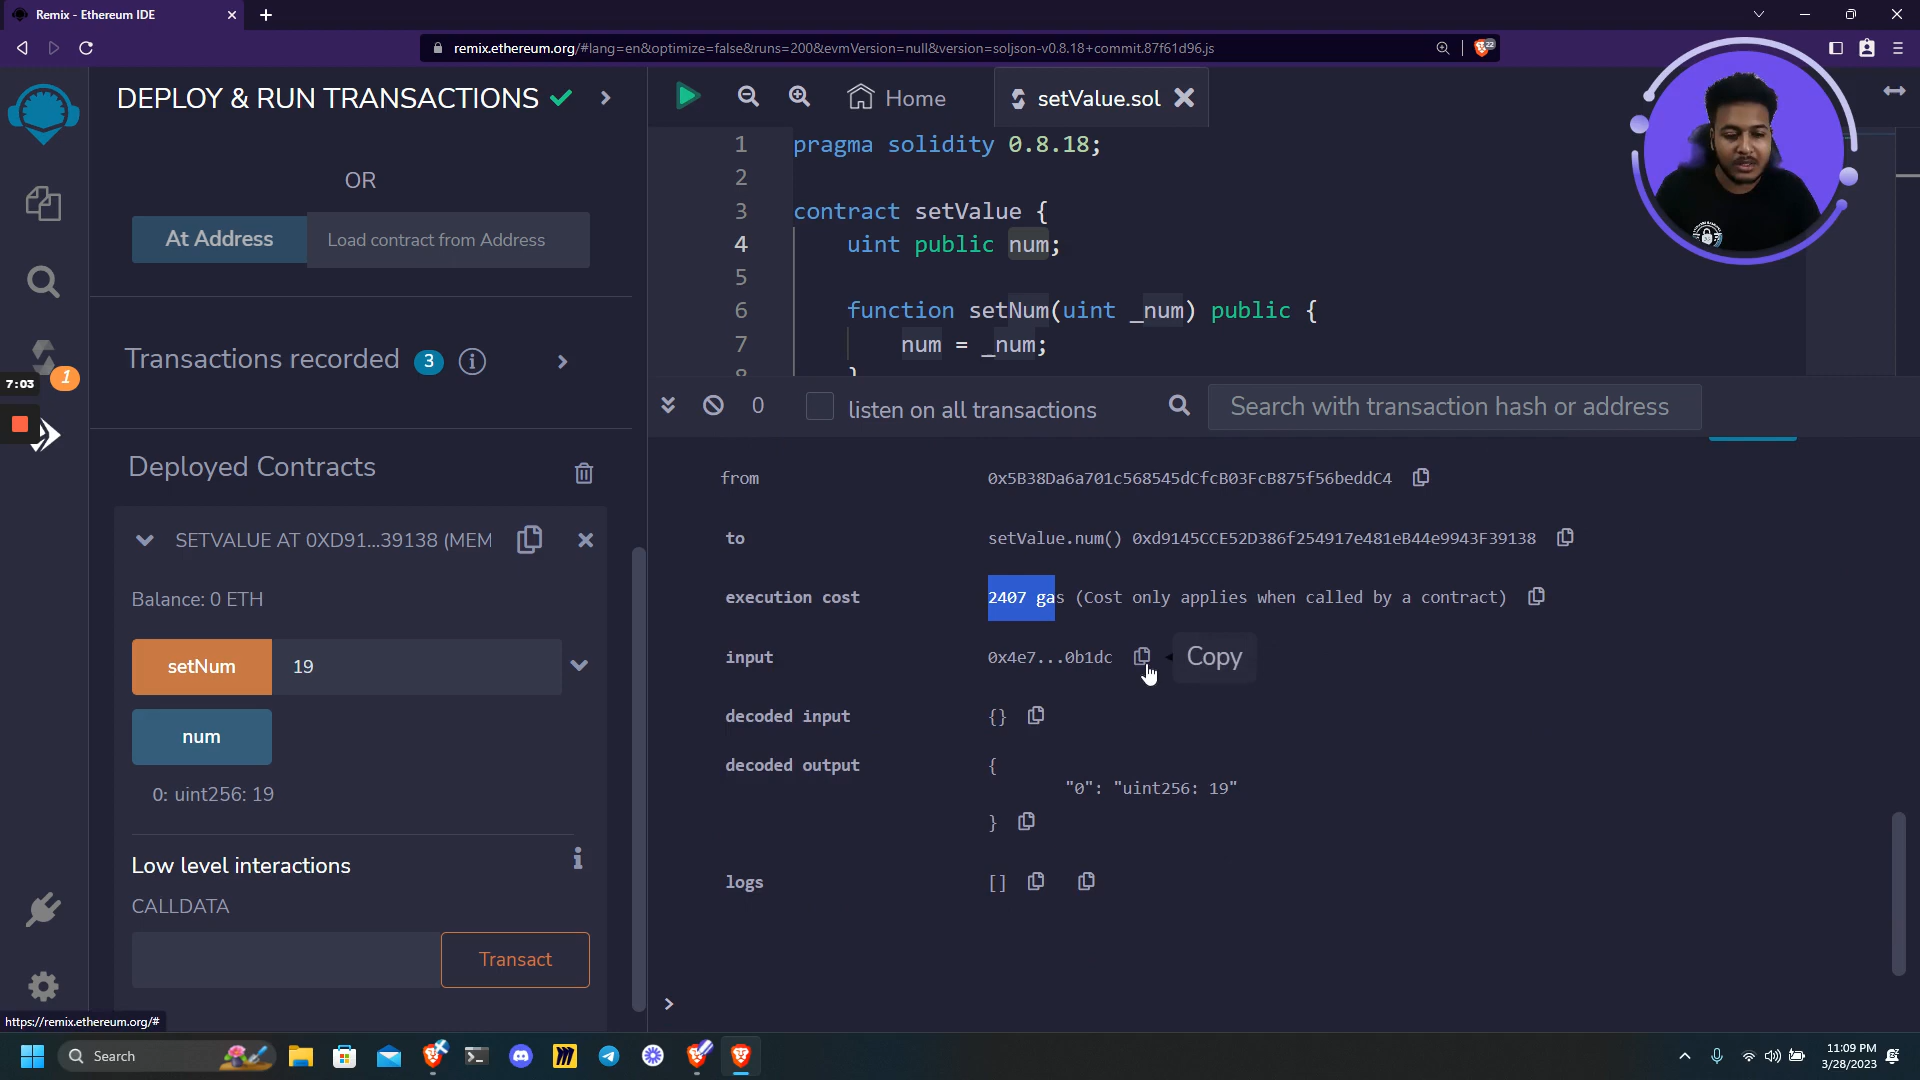 Remix - Ethereum IDE
remix.ethereum.org/#lang=en&optimize=false&runs=200&evmVersion=null&version=soljson-v0.8.18+commit.87f61d96.js
22
DEPLOY & RUN TRANSACTIONS
OR
At Address
Load contract from Address
Transactions recorded 3 i
7:03
1
Deployed Contracts
SETVALUE AT 0XD91...39138 (MEM
Balance: 0 ETH
setNum 19
num
0: uint256: 19
Low level interactions
i
CALLDATA
Transact
https://remix.ethereum.org/#
Home
setValue.sol
1 pragma solidity 0.8.18;
2
3 contract setValue {
4 uint public num;
5
6 function setNum(uint _num) public {
7 num = _num;
8 }
0
listen on all transactions
Search with transaction hash or address
from 0x5B38Da6a701c568545dCfcB03FcB875f56beddC4
to setValue.num() 0xd9145CCE52D386f254917e481eB44e9943F39138
execution cost 2407 gas (Cost only applies when called by a contract)
input 0x4e7...0b1dc
Copy
decoded input {}
decoded output {
"0": "uint256: 19"
}
logs [] 
>
Search
11:09 PM
3/28/2023